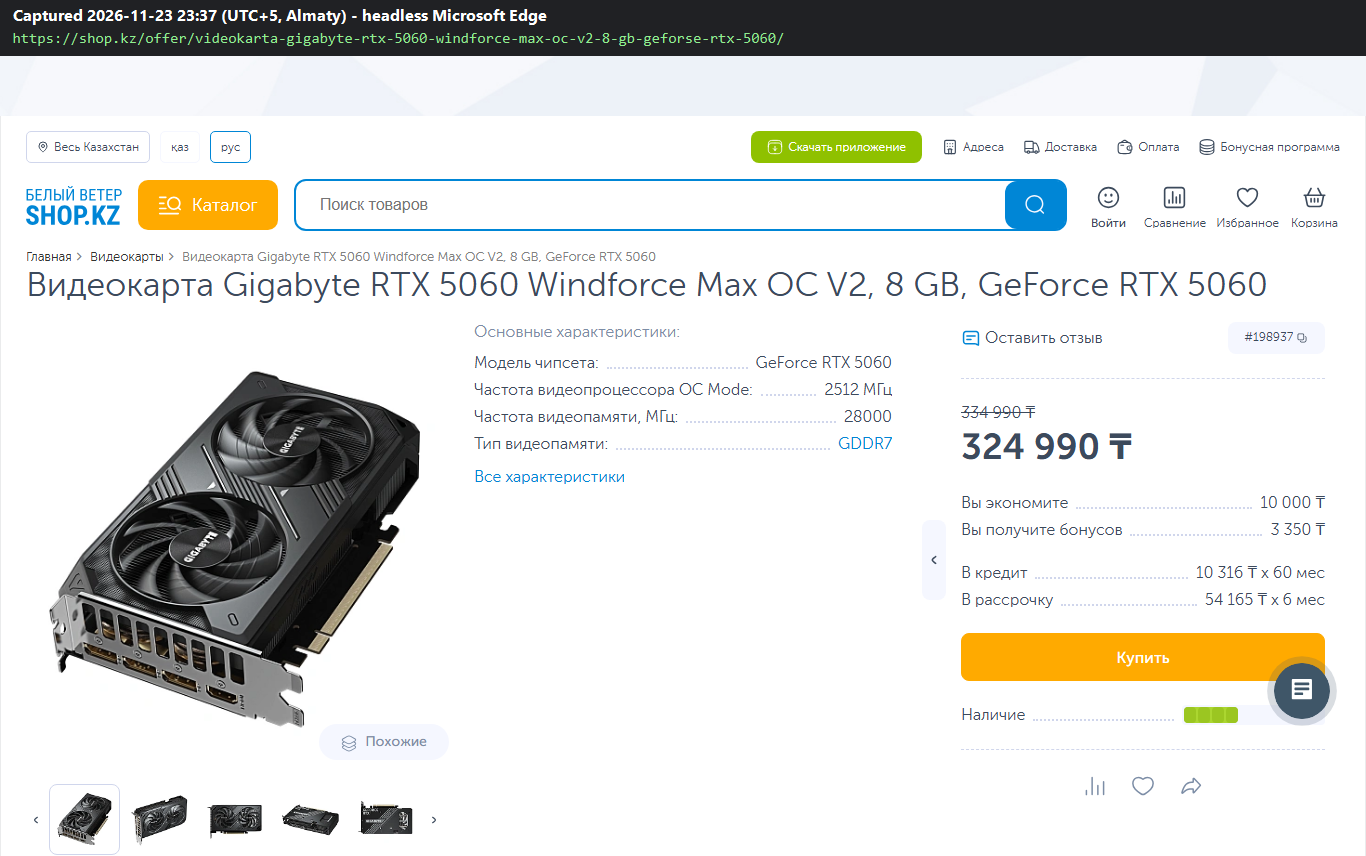 Captured 2026-11-23 23:37 (UTC+5, Almaty) - headless Microsoft Edge
https://shop.kz/offer/videokarta-gigabyte-rtx-5060-windforce-max-oc-v2-8-gb-geforse-rtx-5060/
Весь Казахстан
қаз
рус
Скачать приложение
Адреса
Доставка
Оплата
Бонусная программа
БЕЛЫЙ ВЕТЕР
SHOP.KZ
Каталог
Поиск товаров
Войти
Сравнение
Избранное
Корзина
Главная > Видеокарты > Видеокарта Gigabyte RTX 5060 Windforce Max OC V2, 8 GB, GeForce RTX 5060
Видеокарта Gigabyte RTX 5060 Windforce Max OC V2, 8 GB, GeForce RTX 5060
GIGABYTE
GIGABYTE
Похожие
Основные характеристики:
Модель чипсета: GeForce RTX 5060
Частота видеопроцессора OC Mode: 2512 МГц
Частота видеопамяти, МГц: 28000
Тип видеопамяти: GDDR7
Все характеристики
Оставить отзыв
#198937
334 990 ₸
324 990 ₸
Вы экономите 10 000 ₸
Вы получите бонусов 3 350 ₸
В кредит 10 316 ₸ x 60 мес
В рассрочку 54 165 ₸ x 6 мес
Купить
Наличие